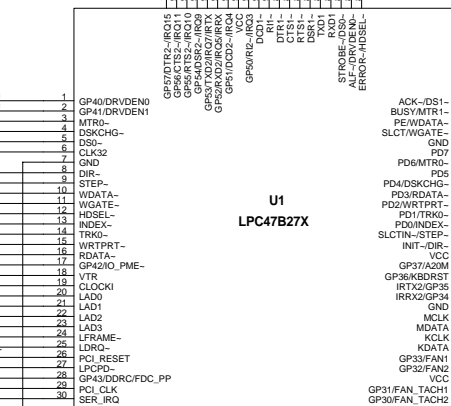 GP57/DTR2~/IRQ15
GP56/CTS2~/IRQ11
GP55/RTS2~/IRQ10
GP54/DSR2~/IRQ9
GP53/TXD2/IRQ7/IRTX
GP52/RXD2/IRQ5/IRRX
GP51/DCD2~/IRQ4
VCC
GP50/RI2~/IRQ3
DCD1~
RI1~
DTR1~
CTS1~
RTS1~
DSR1~
TXD1
RXD1
STROBE~/DS0~
ALF~/DRVDEN0~
ERROR~/HDSEL~
1 GP40/DRVDEN0
2 GP41/DRVDEN1
3 MTR0~
4 DSKCHG~
5 DS0~
6 CLK32
7 GND
8 DIR~
9 STEP~
10 WDATA~
11 WGATE~
12 HDSEL~
13 INDEX~
14 TRK0~
15 WRTPRT~
16 RDATA~
17 GP42/IO_PME~
18 VTR
19 CLOCKI
20 LAD0
21 LAD1
22 LAD2
23 LAD3
24 LFRAME~
25 LDRQ~
26 PCI_RESET
27 LPCPD~
28 GP43/DDRC/FDC_PP
29 PCI_CLK
30 SER_IRQ
U1
LPC47B27X
ACK~/DS1~
BUSY/MTR1~
PE/WDATA~
SLCT/WGATE~
GND
PD7
PD6/MTR0~
PD5
PD4/DSKCHG~
PD3/RDATA~
PD2/WRTPRT~
PD1/TRK0~
PD0/INDEX~
SLCTIN~/STEP~
INIT~/DIR~
VCC
GP37/A20M
GP36/KBDRST
IRTX2/GP35
IRRX2/GP34
GND
MCLK
MDATA
KCLK
KDATA
GP33/FAN1
GP32/FAN2
VCC
GP31/FAN_TACH1
GP30/FAN_TACH2